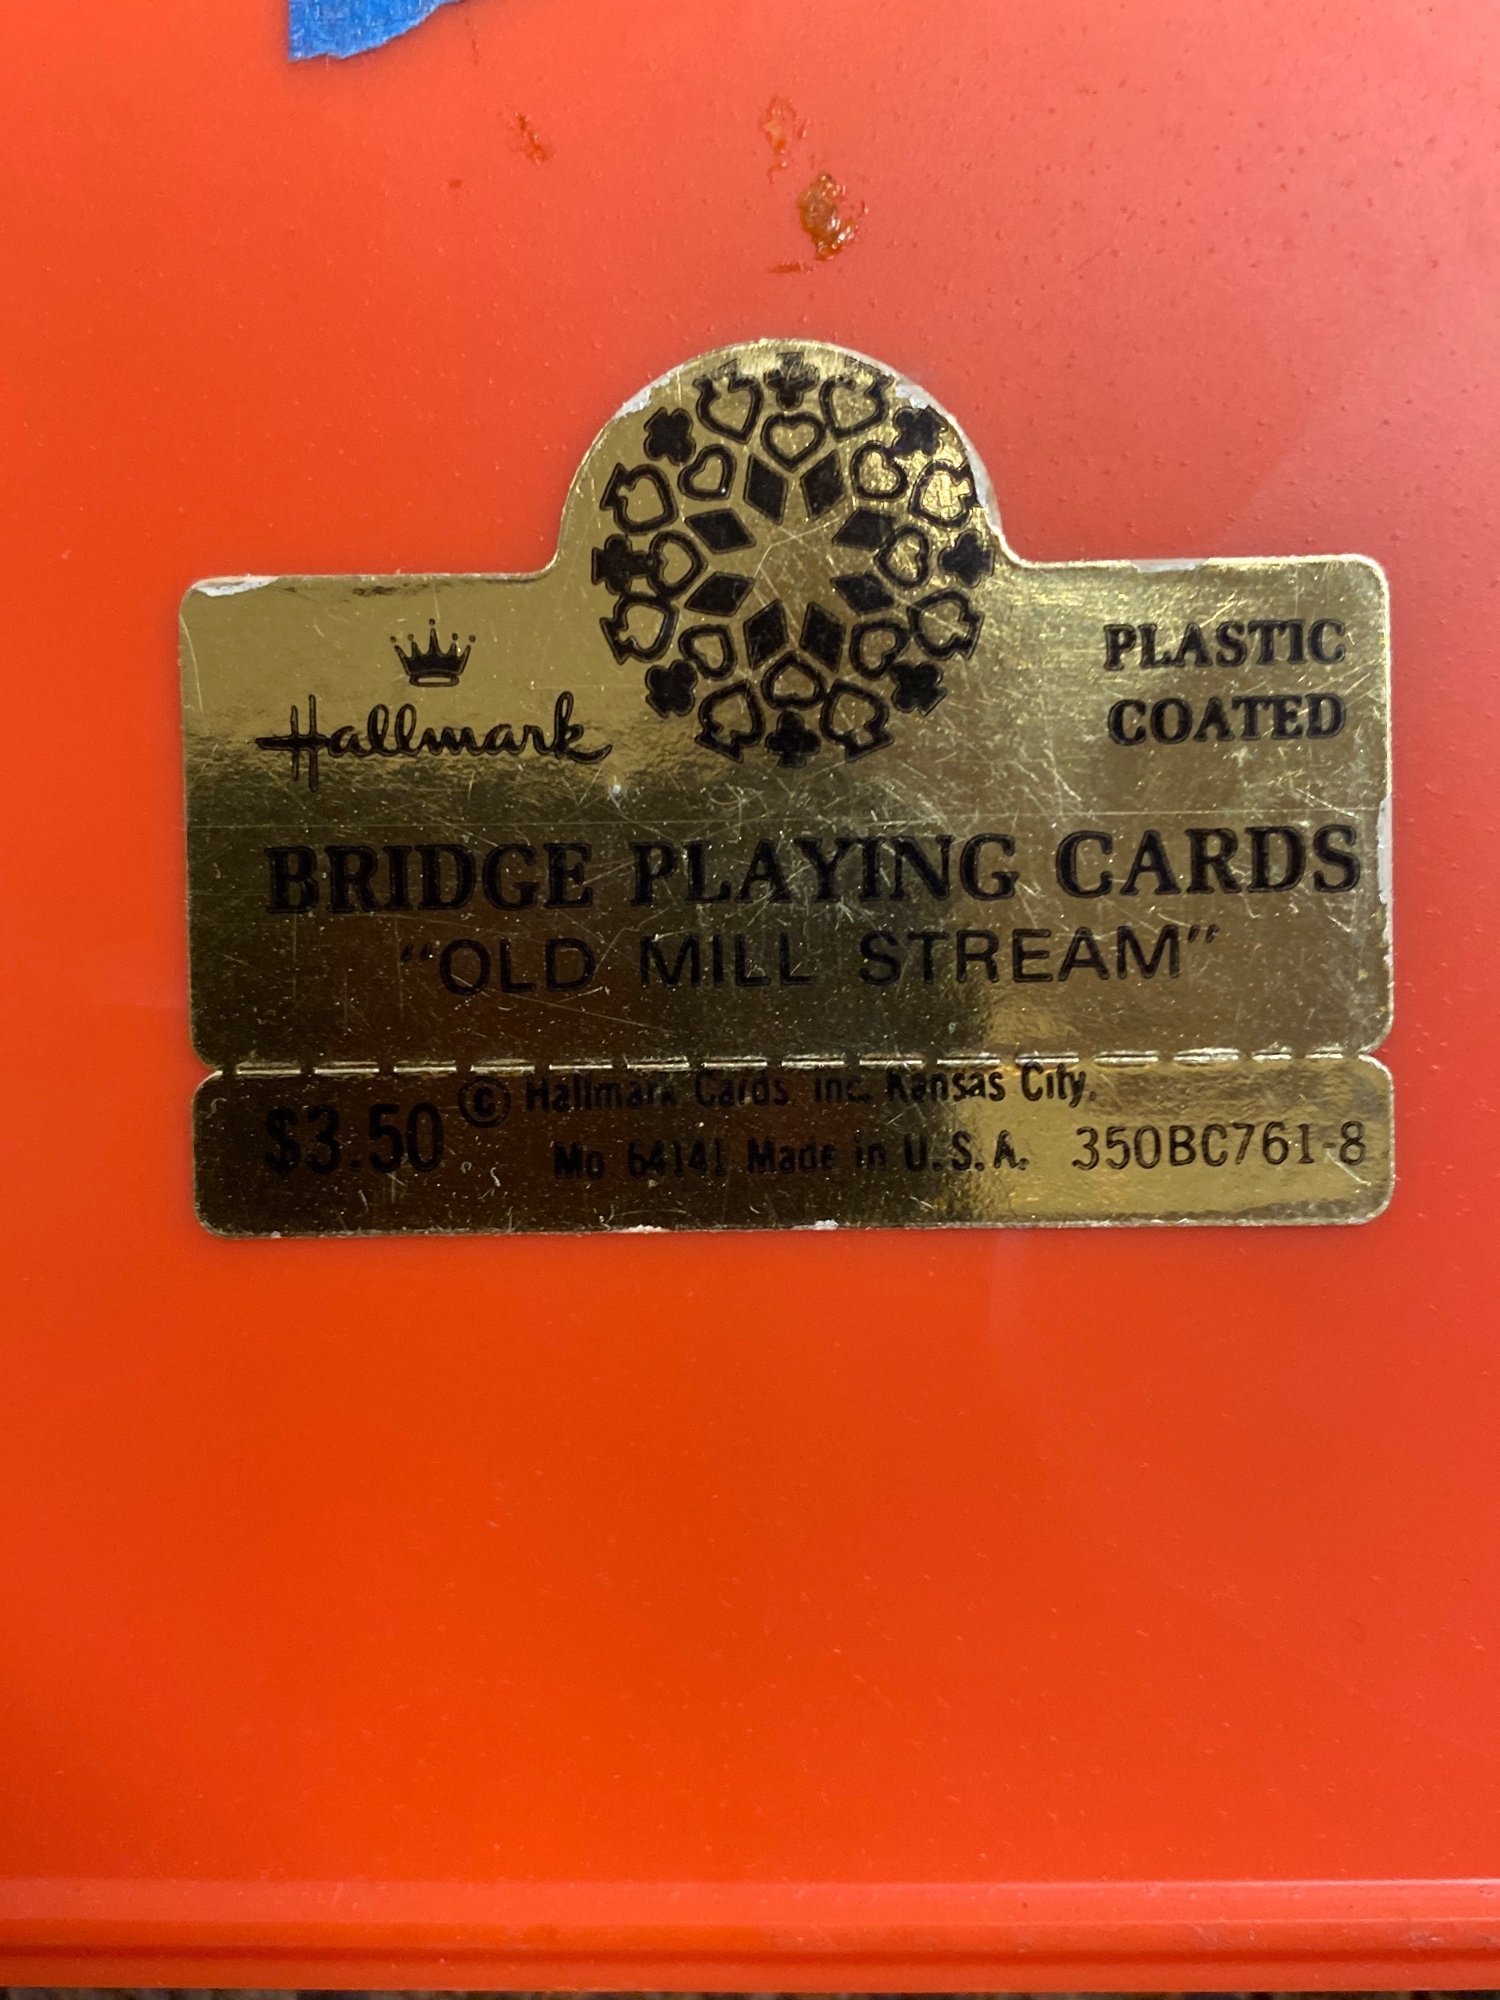 Hallmark
PLASTIC
COATED
BRIDGE PLAYING CARDS
"OLD MILL STREAM"
$3.50 © Hallmark Cards, Inc. Kansas City,
Mo 64141 Made in U.S.A. 350BC761-8